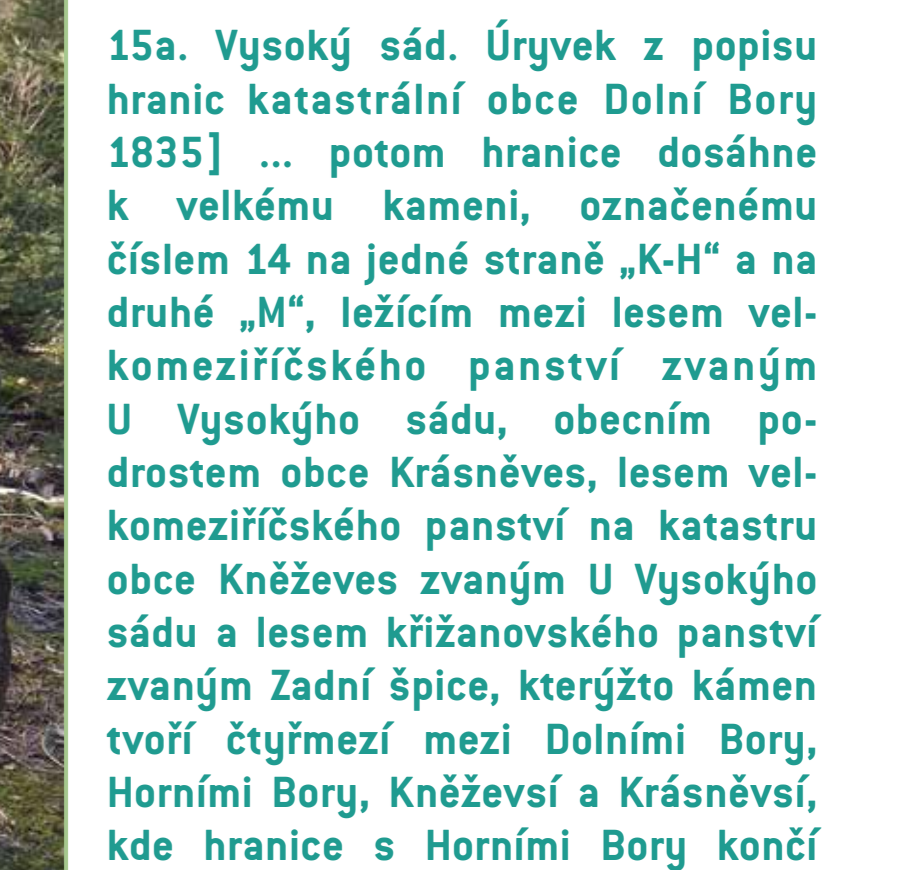 15a. Vysoký sád. Úryvek z popisu
hranic katastrální obce Dolní Bory
1835] ... potom hranice dosáhne
k velkému kameni, označenému
číslem 14 na jedné straně „K-H“ a na
druhé „M“, ležícím mezi lesem vel-
komeziříčského panství zvaným
U Vysokýho sádu, obecním po-
drostem obce Krásněves, lesem vel-
komeziříčského panství na katastru
obce Kněževes zvaným U Vysokýho
sádu a lesem křižanovského panství
zvaným Zadní špice, kterýžto kámen
tvoří čtyřmezí mezi Dolními Bory,
Horními Bory, Kněževsí a Krásněvsí,
kde hranice s Horními Bory končí